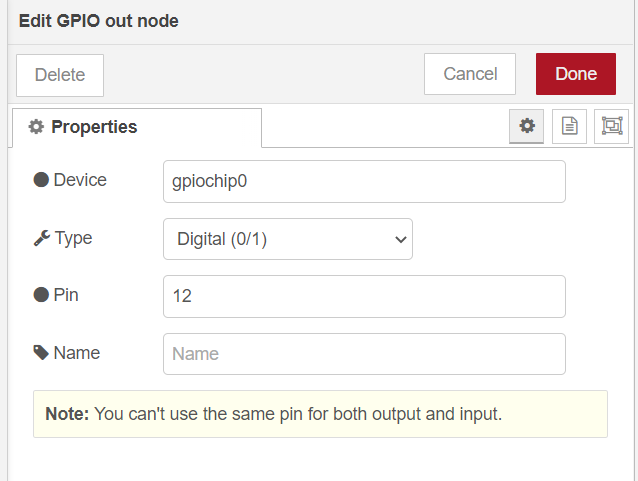 Edit GPIO out node
Delete
Cancel
Done
Properties
Device
gpiochip0
Type
Digital (0/1)
Pin
12
Name
Name
Note: You can't use the same pin for both output and input.